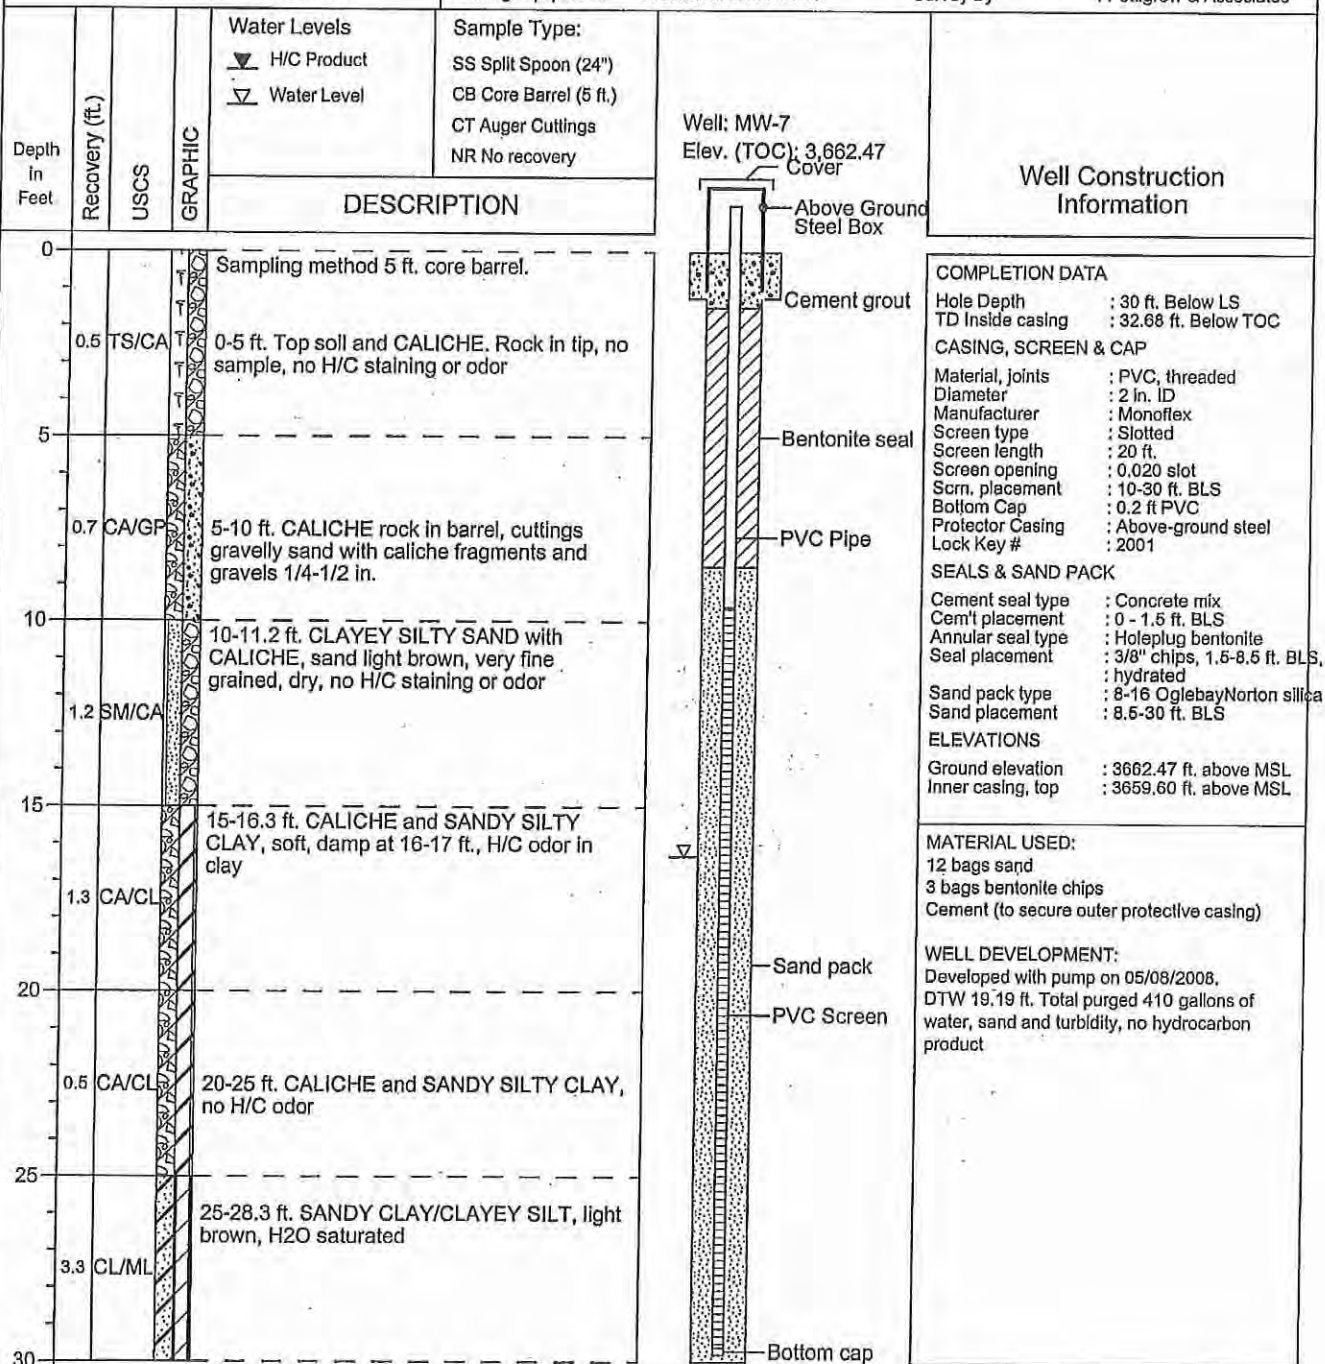 Water Levels
H/C Product
Water Level
Sample Type:
SS Split Spoon (24")
CB Core Barrel (5 ft.)
CT Auger Cuttings
NR No recovery
Depth
in
Feet
Recovery (ft.)
USCS
GRAPHIC
DESCRIPTION
Well: MW-7
Elev. (TOC): 3,662.47
Cover
Above Ground
Steel Box
Cement grout
Bentonite seal
PVC Pipe
Sand pack
PVC Screen
Bottom cap
Well Construction
Information
0
Sampling method 5 ft. core barrel.
0.5 TS/CA
0-5 ft. Top soil and CALICHE. Rock in tip, no
sample, no H/C staining or odor
5
0.7 CA/GP
5-10 ft. CALICHE rock in barrel, cuttings
gravelly sand with caliche fragments and
gravels 1/4-1/2 in.
10
10-11.2 ft. CLAYEY SILTY SAND with
CALICHE, sand light brown, very fine
grained, dry, no H/C staining or odor
1.2 SM/CA
15
15-16.3 ft. CALICHE and SANDY SILTY
CLAY, soft, damp at 16-17 ft., H/C odor in
clay
1.3 CA/CL
20
0.5 CA/CL
20-25 ft. CALICHE and SANDY SILTY CLAY,
no H/C odor
25
25-28.3 ft. SANDY CLAY/CLAYEY SILT, light
brown, H2O saturated
3.3 CL/ML
30
COMPLETION DATA
Hole Depth : 30 ft. Below LS
TD Inside casing : 32.68 ft. Below TOC
CASING, SCREEN & CAP
Material, joints : PVC, threaded
Diameter : 2 in. ID
Manufacturer : Monoflex
Screen type : Slotted
Screen length : 20 ft.
Screen opening : 0.020 slot
Scrn. placement : 10-30 ft. BLS
Bottom Cap : 0.2 ft PVC
Protector Casing : Above-ground steel
Lock Key # : 2001
SEALS & SAND PACK
Cement seal type : Concrete mix
Cem't placement : 0 - 1.5 ft. BLS
Annular seal type : Holeplug bentonite
Seal placement : 3/8" chips, 1.5-8.5 ft. BLS,
: hydrated
Sand pack type : 8-16 OglebayNorton silica
Sand placement : 8.5-30 ft. BLS
ELEVATIONS
Ground elevation : 3662.47 ft. above MSL
Inner casing, top : 3659.60 ft. above MSL
MATERIAL USED:
12 bags sand
3 bags bentonite chips
Cement (to secure outer protective casing)
WELL DEVELOPMENT:
Developed with pump on 05/08/2008.
DTW 19.19 ft. Total purged 410 gallons of
water, sand and turbidity, no hydrocarbon
product